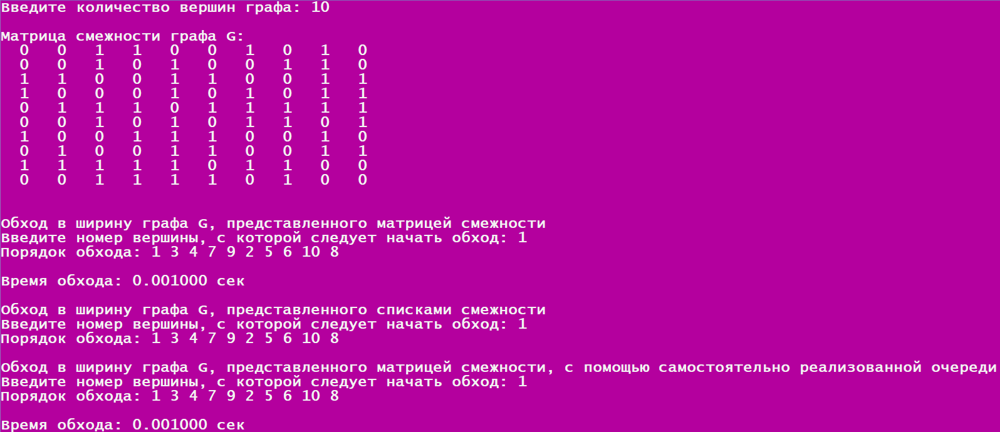 Введите количество вершин графа: 10
Матрица смежности графа G:
0 0 1 1 0 0 1 0 1 0
0 0 1 0 1 0 0 1 1 0
1 1 0 0 1 1 0 0 1 1
1 0 0 0 1 0 1 0 1 1
0 1 1 1 0 1 1 1 1 1
0 0 1 0 1 0 1 1 0 1
1 0 0 1 1 1 0 0 1 0
0 1 0 0 1 1 0 0 1 1
1 1 1 1 1 0 1 1 0 0
0 0 1 1 1 1 0 1 0 0
Обход в ширину графа G, представленного матрицей смежности
Введите номер вершины, с которой следует начать обход: 1
Порядок обхода: 1 3 4 7 9 2 5 6 10 8
Время обхода: 0.001000 сек
Обход в ширину графа G, представленного списками смежности
Введите номер вершины, с которой следует начать обход: 1
Порядок обхода: 1 3 4 7 9 2 5 6 10 8
Обход в ширину графа G, представленного матрицей смежности, с помощью самостоятельно реализованной очереди
Введите номер вершины, с которой следует начать обход: 1
Порядок обхода: 1 3 4 7 9 2 5 6 10 8
Время обхода: 0.001000 сек